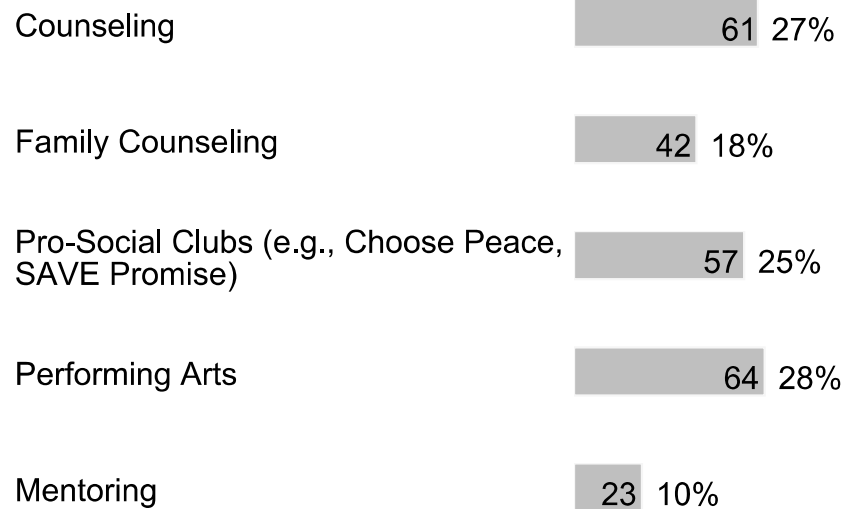 Counseling 61 27%
Family Counseling 42 18%
Pro-Social Clubs (e.g., Choose Peace,
SAVE Promise) 57 25%
Performing Arts 64 28%
Mentoring 23 10%